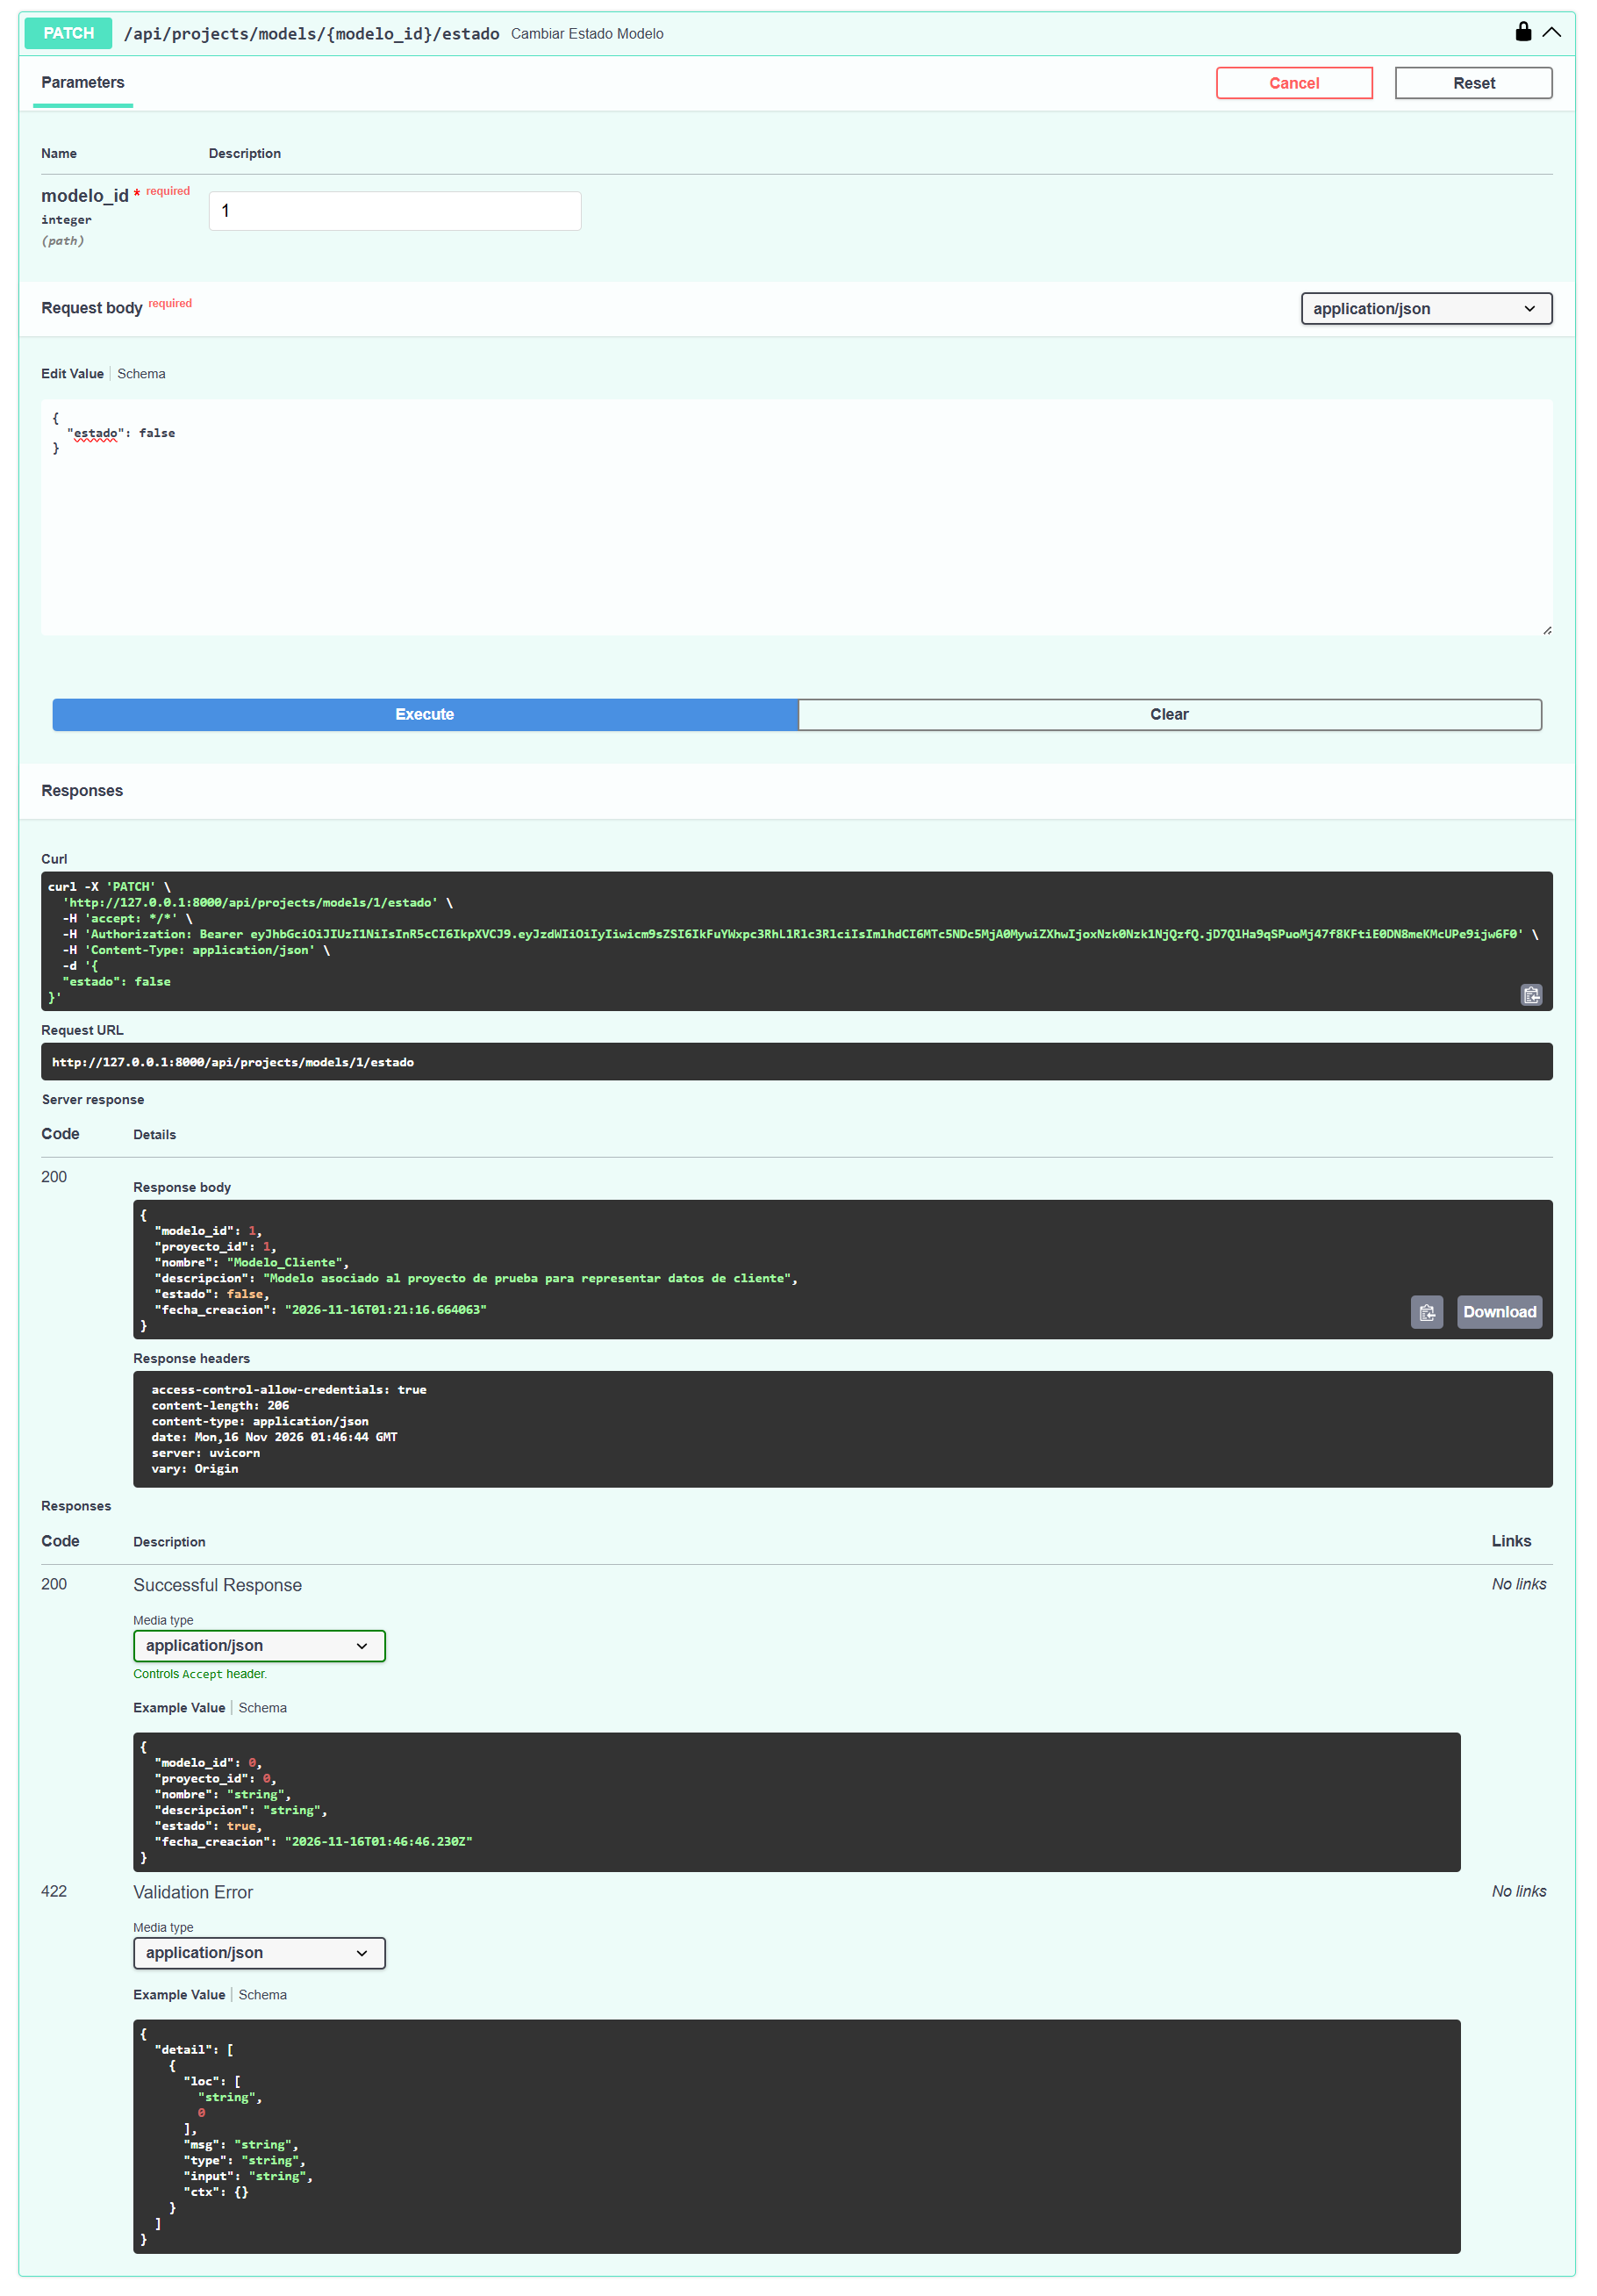 PATCH /api/projects/models/{modelo_id}/estado Cambiar Estado Modelo
Parameters
Cancel
Reset
Name Description
modelo_id * required
integer
(path)
1
Request body required
application/json
Edit Value | Schema
{
  "estado": false
}
Execute
Clear
Responses
Curl
curl -X 'PATCH' \
  'http://127.0.0.1:8000/api/projects/models/1/estado' \
  -H 'accept: */*' \
  -H 'Authorization: Bearer eyJhbGciOiJIUzI1NiIsInR5cCI6IkpXVCJ9.eyJzdWIiOiIyIiwicm9sZSI6IkFuYWxpc3RhL1Rlc3RlciIsImlhdCI6MTc5NDc5MjA0MywiZXhwIjoxNzk0Nzk1NjQzfQ.jD7QlHa9qSPuoMj47f8KFtiE0DN8meKMcUPe9ijw6F0' \
  -H 'Content-Type: application/json' \
  -d '{
  "estado": false
}'
Request URL
http://127.0.0.1:8000/api/projects/models/1/estado
Server response
Code Details
200
Response body
{
  "modelo_id": 1,
  "proyecto_id": 1,
  "nombre": "Modelo_Cliente",
  "descripcion": "Modelo asociado al proyecto de prueba para representar datos de cliente",
  "estado": false,
  "fecha_creacion": "2026-11-16T01:21:16.664063"
}
Download
Response headers
access-control-allow-credentials: true
content-length: 206
content-type: application/json
date: Mon,16 Nov 2026 01:46:44 GMT
server: uvicorn
vary: Origin
Responses
Code Description Links
200 Successful Response No links
Media type
application/json
Controls Accept header.
Example Value | Schema
{
  "modelo_id": 0,
  "proyecto_id": 0,
  "nombre": "string",
  "descripcion": "string",
  "estado": true,
  "fecha_creacion": "2026-11-16T01:46:46.230Z"
}
422 Validation Error No links
Media type
application/json
Example Value | Schema
{
  "detail": [
    {
      "loc": [
        "string",
        0
      ],
      "msg": "string",
      "type": "string",
      "input": "string",
      "ctx": {}
    }
  ]
}